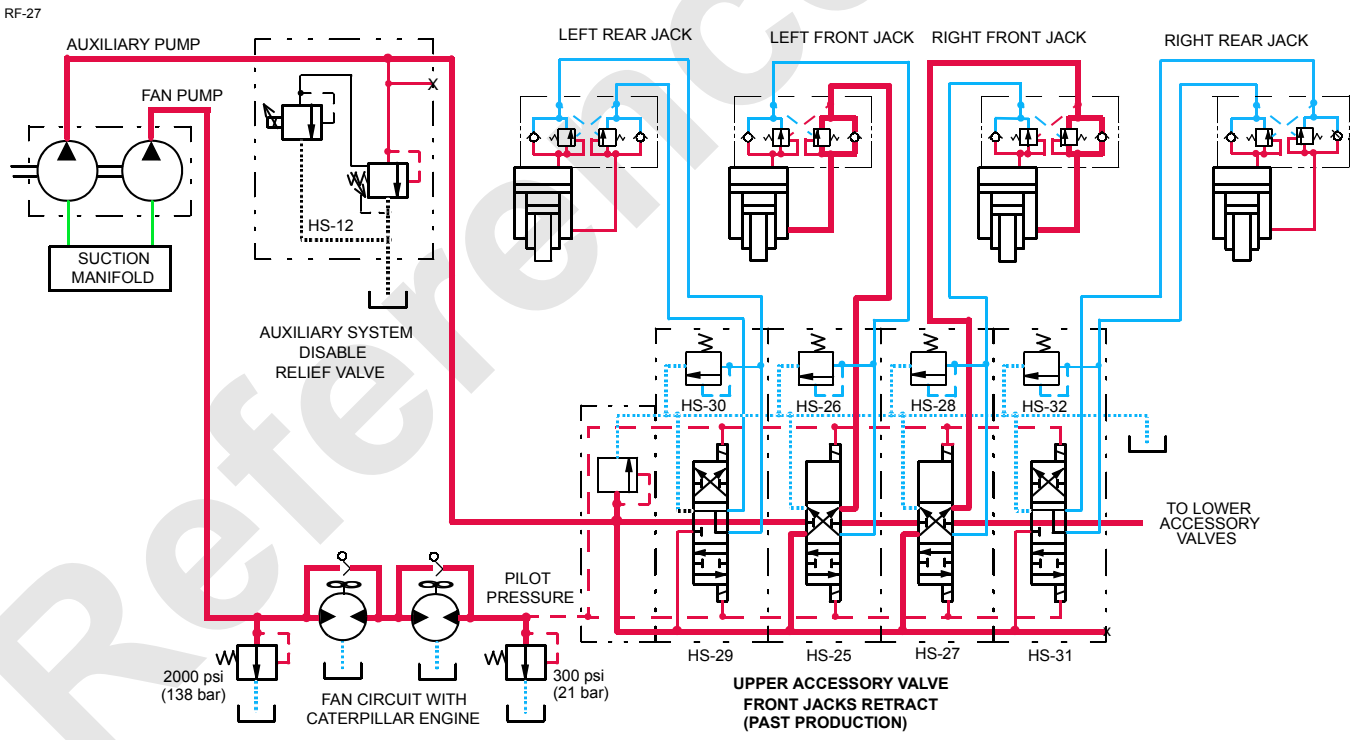 RF-27
AUXILIARY PUMP
FAN PUMP
SUCTION
MANIFOLD
X
HS-12
AUXILIARY SYSTEM
DISABLE
RELIEF VALVE
LEFT REAR JACK
LEFT FRONT JACK
RIGHT FRONT JACK
RIGHT REAR JACK
HS-30
HS-26
HS-28
HS-32
TO LOWER
ACCESSORY
VALVES
PILOT
PRESSURE
2000 psi
(138 bar)
FAN CIRCUIT WITH
CATERPILLAR ENGINE
300 psi
(21 bar)
X
HS-29
HS-25
HS-27
HS-31
UPPER ACCESSORY VALVE
FRONT JACKS RETRACT
(PAST PRODUCTION)
Reference